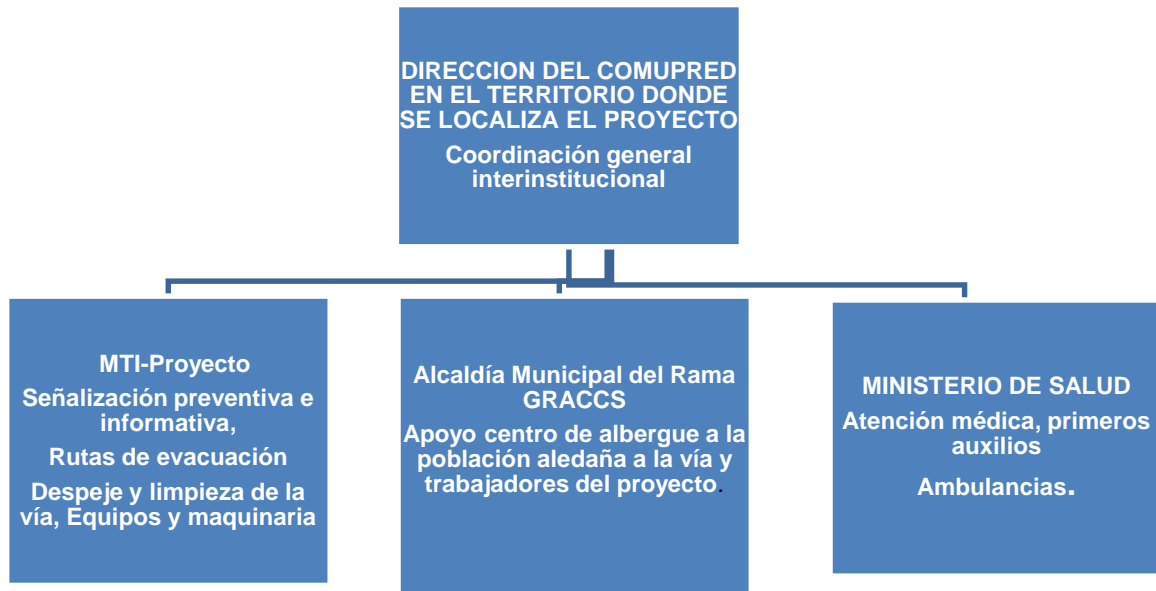 DIRECCION DEL COMUPRED
EN EL TERRITORIO DONDE
SE LOCALIZA EL PROYECTO
Coordinación general
interinstitucional
MTI-Proyecto
Señalización preventiva e
informativa,
Rutas de evacuación
Despeje y limpieza de la
vía, Equipos y maquinaria
Alcaldía Municipal del Rama
GRACCS
Apoyo centro de albergue a la
población aledaña a la vía y
trabajadores del proyecto.
MINISTERIO DE SALUD
Atención médica, primeros
auxilios
Ambulancias.